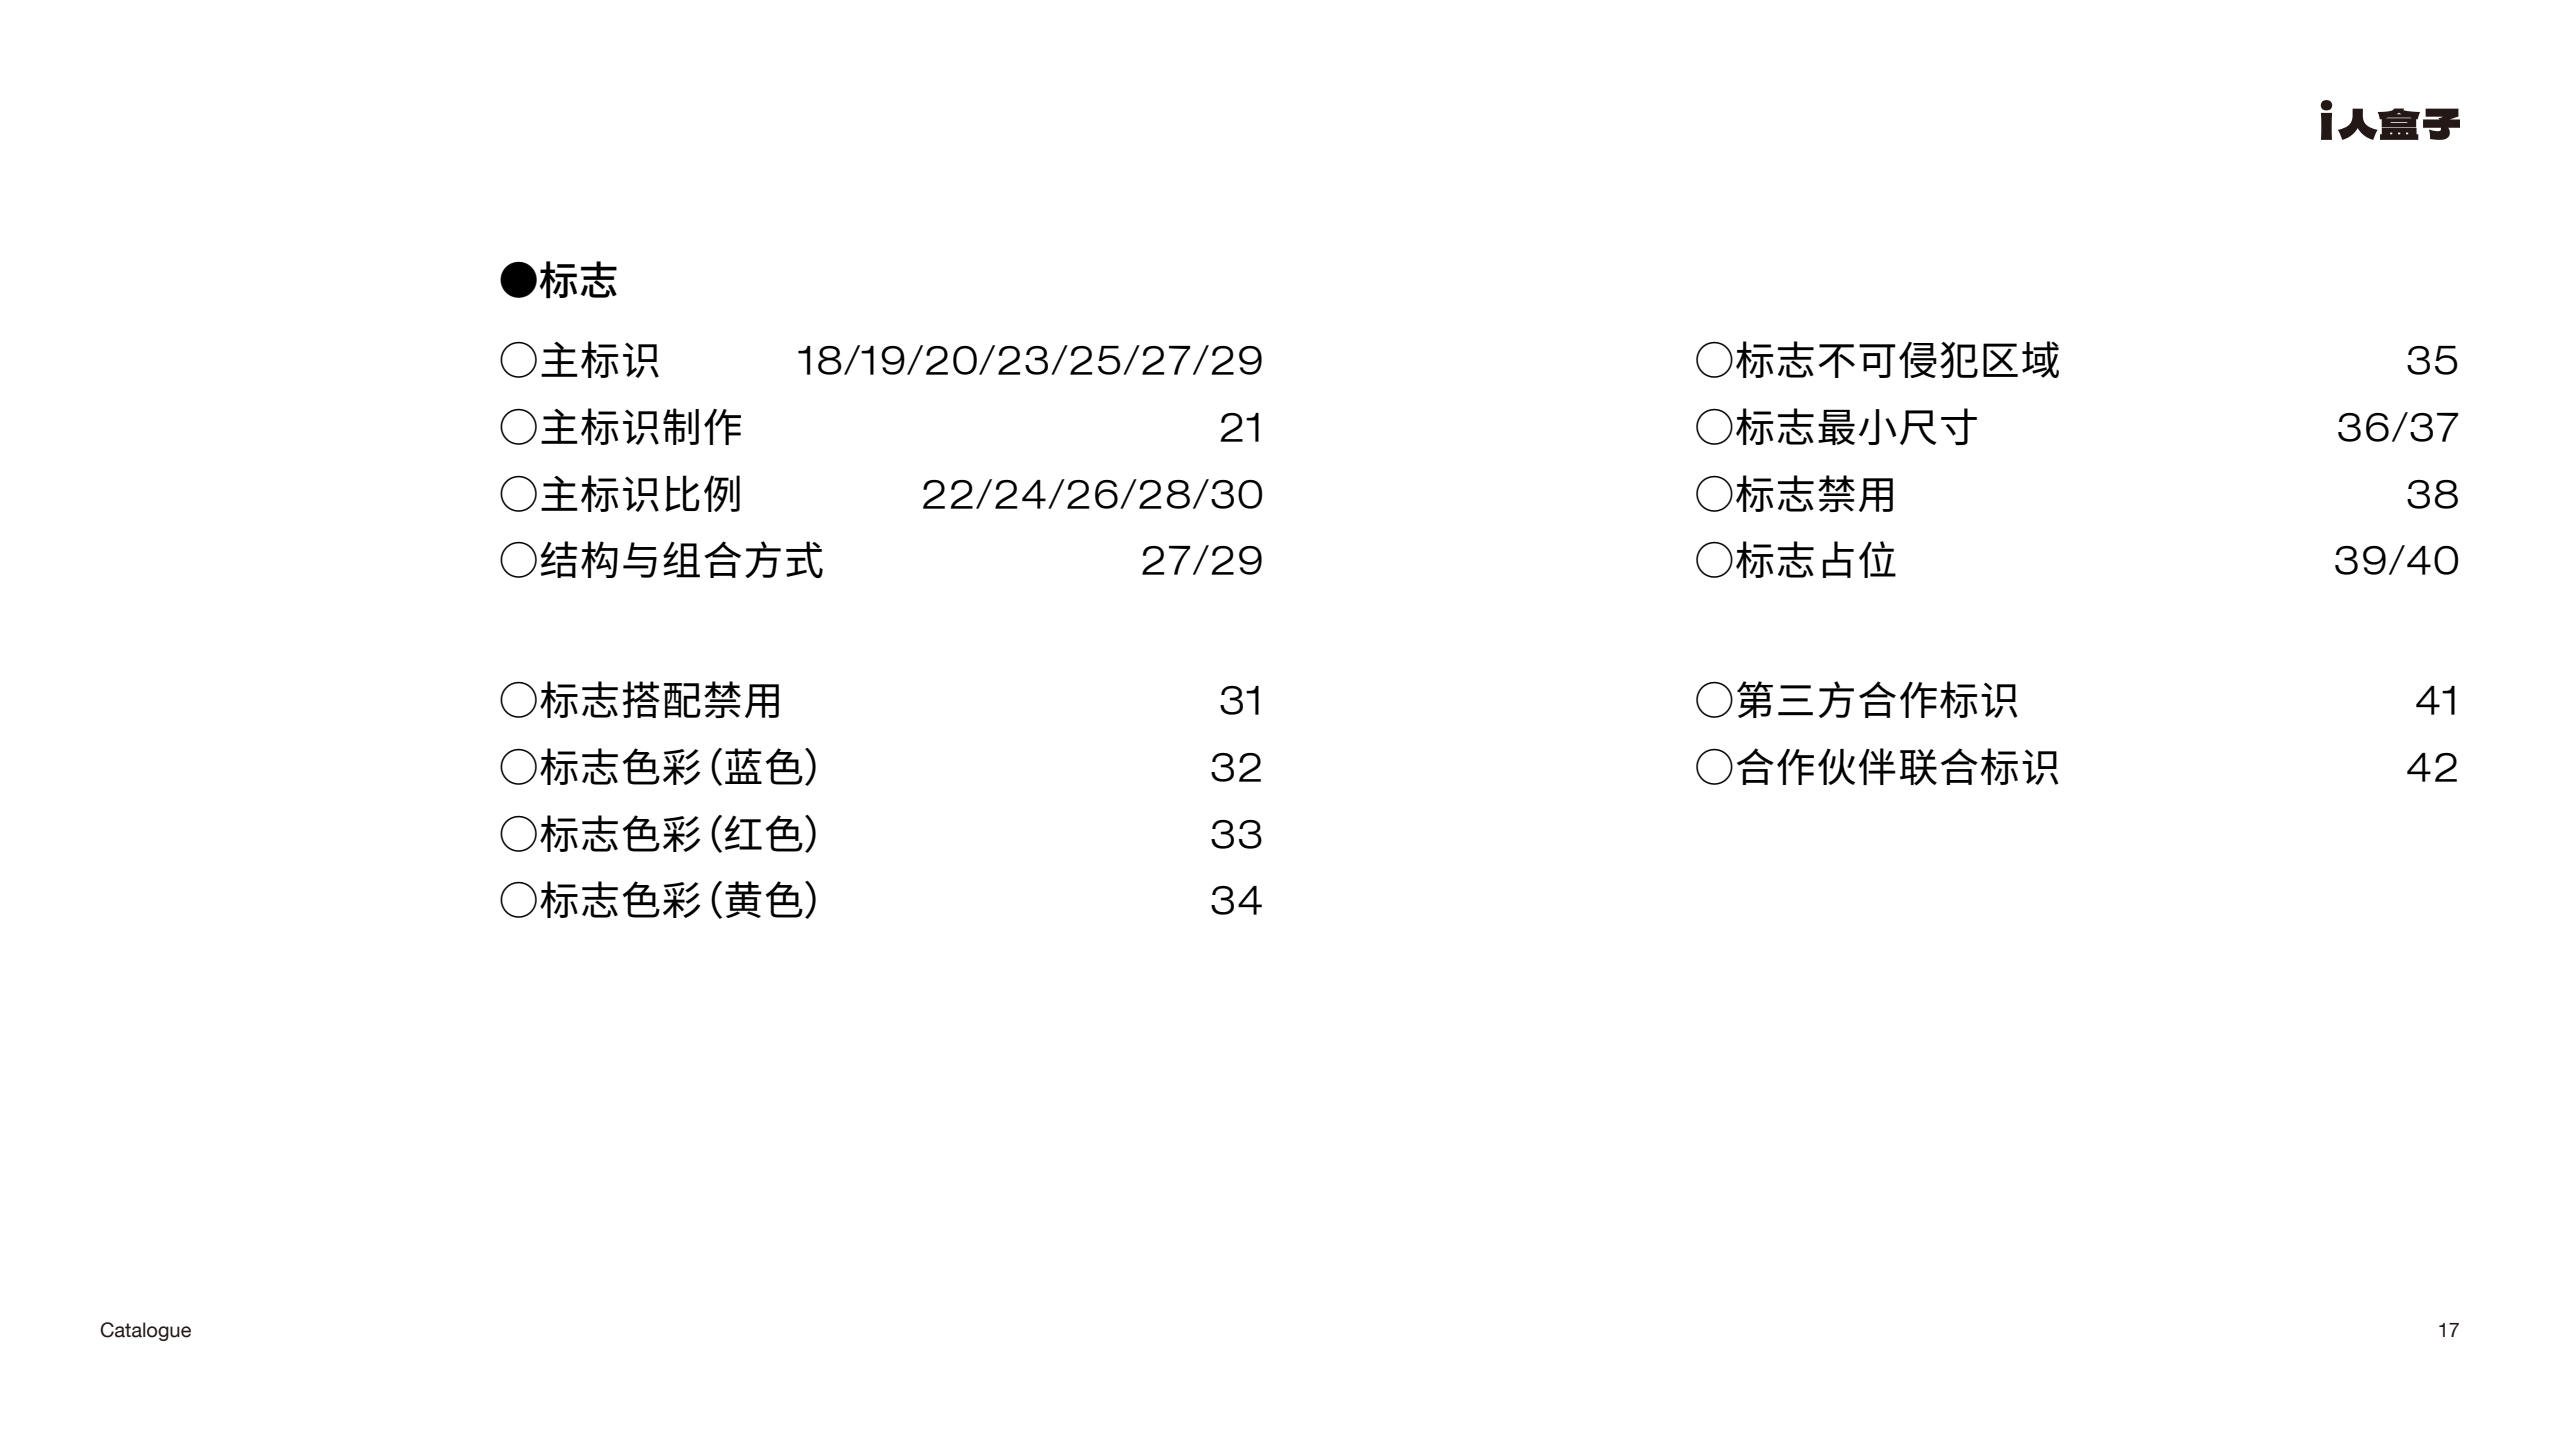 i人盒子
●标志
○主标识 18/19/20/23/25/27/29
○主标识制作 21
○主标识比例 22/24/26/28/30
○结构与组合方式 27/29
○标志搭配禁用 31
○标志色彩（蓝色） 32
○标志色彩（红色） 33
○标志色彩（黄色） 34
○标志不可侵犯区域 35
○标志最小尺寸 36/37
○标志禁用 38
○标志占位 39/40
○第三方合作标识 41
○合作伙伴联合标识 42
Catalogue
17